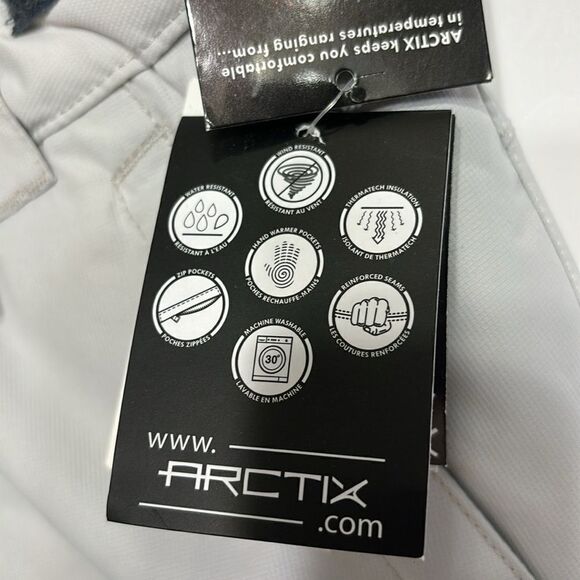 ARCTIX keeps you comfortable
in temperatures ranging from....
WIND RESISTANT
RÉSISTANT AU VENT
WATER RESISTANT
RÉSISTANT À L'EAU
THERMATECH INSULATION
ISOLANT DE THERMATECH
HAND WARMER POCKETS
POCHES RÉCHAUFFE-MAINS
ZIP POCKETS
POCHES ZIPPÉES
REINFORCED SEAMS
LES COUTURES RENFORCÉES
MACHINE WASHABLE
30°
LAVABLE EN MACHINE
www.
ARCTIX
.com
IX